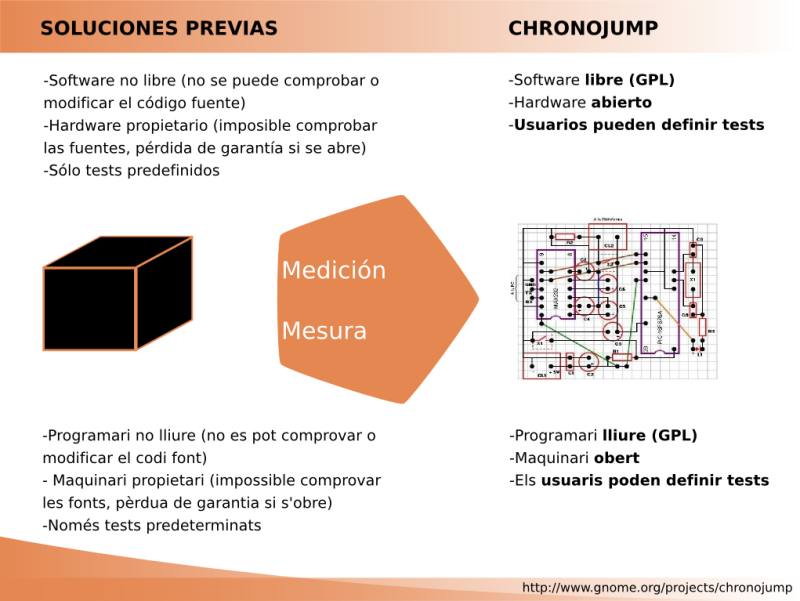 SOLUCIONES PREVIAS
CHRONOJUMP
-Software no libre (no se puede comprobar o
modificar el código fuente)
-Hardware propietario (imposible comprobar
las fuentes, pérdida de garantía si se abre)
-Sólo tests predefinidos
-Software libre (GPL)
-Hardware abierto
-Usuarios pueden definir tests
Medición
Mesura
-Programari no lliure (no es pot comprovar o
modificar el codi font)
- Maquinari propietari (impossible comprovar
les fonts, pèrdua de garantia si s'obre)
-Només tests predeterminats
-Programari lliure (GPL)
-Maquinari obert
-Els usuaris poden definir tests
http://www.gnome.org/projects/chronojump